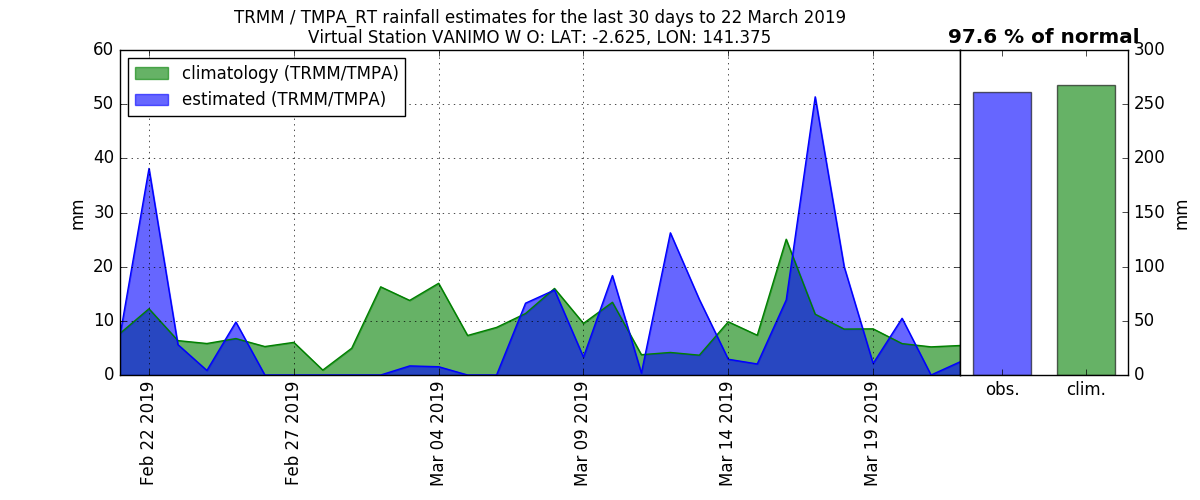 TRMM / TMPA_RT rainfall estimates for the last 30 days to 22 March 2019
Virtual Station VANIMO W O: LAT: -2.625, LON: 141.375
97.6 % of normal
climatology (TRMM/TMPA)
estimated (TRMM/TMPA)
60
50
40
30
20
10
0
mm
300
250
200
150
100
50
0
mm
Feb 22 2019
Feb 27 2019
Mar 04 2019
Mar 09 2019
Mar 14 2019
Mar 19 2019
obs.
clim.